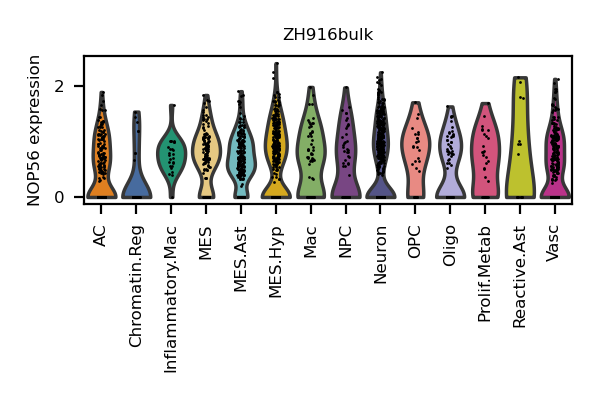 ZH916bulk
NOP56 expression
2
0
AC
Chromatin.Reg
Inflammatory.Mac
MES
MES.Ast
MES.Hyp
Mac
NPC
Neuron
OPC
Oligo
Prolif.Metab
Reactive.Ast
Vasc